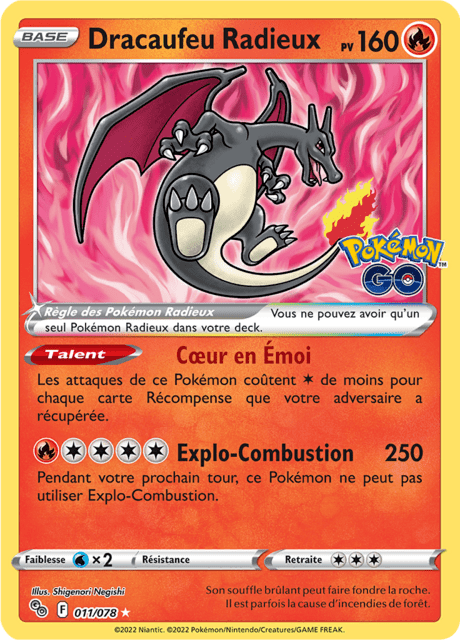 BASE Dracaufeu Radieux PV 160
Pokémon GO
Règle des Pokémon Radieux Vous ne pouvez avoir qu'un
seul Pokémon Radieux dans votre deck.
Talent Cœur en Émoi
Les attaques de ce Pokémon coûtent de moins pour
chaque carte Récompense que votre adversaire a
récupérée.
Explo-Combustion 250
Pendant votre prochain tour, ce Pokémon ne peut pas
utiliser Explo-Combustion.
Faiblesse ×2 Résistance Retraite
Illus. Shigenori Negishi
F 011/078
Son souffle brûlant peut faire fondre la roche.
Il est parfois la cause d'incendies de forêt.
©2022 Niantic. ©2022 Pokémon/Nintendo/Creatures/GAME FREAK.